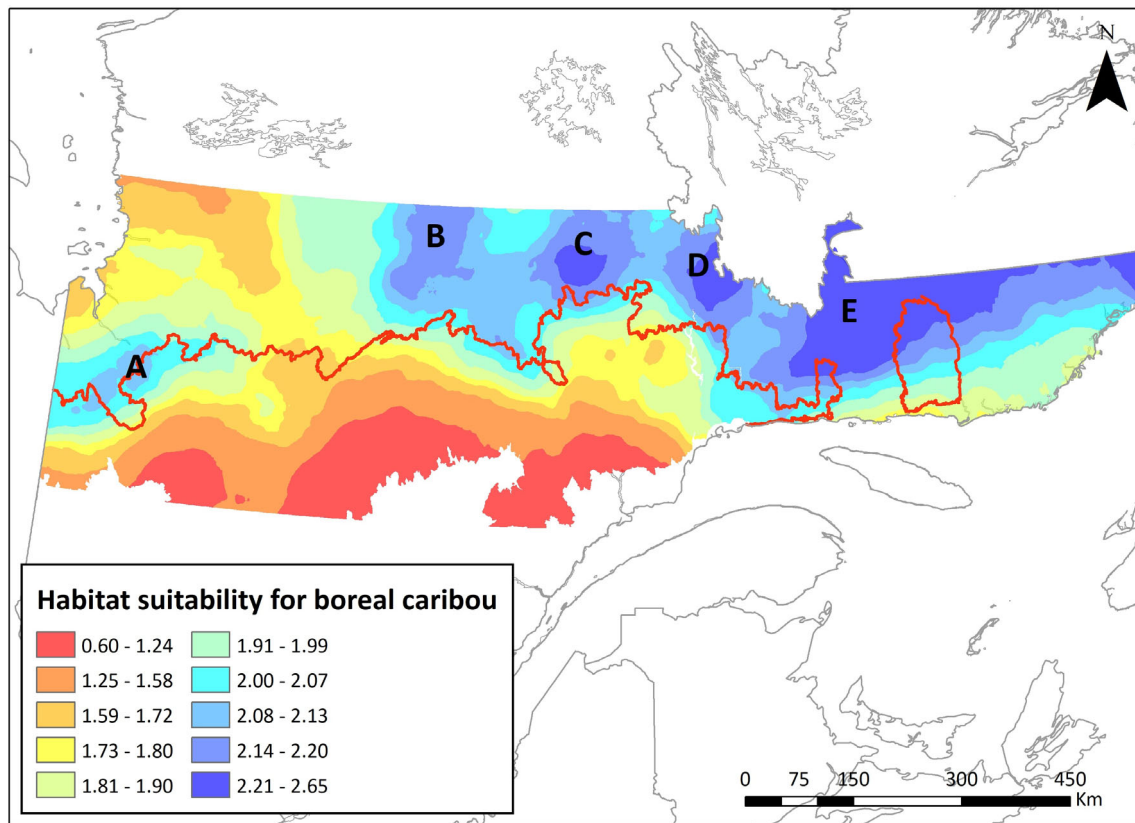 N
B
C
D
E
A
Habitat suitability for boreal caribou
0.60 - 1.24
1.91 - 1.99
1.25 - 1.58
2.00 - 2.07
1.59 - 1.72
2.08 - 2.13
1.73 - 1.80
2.14 - 2.20
1.81 - 1.90
2.21 - 2.65
0 75 150 300 450
Km